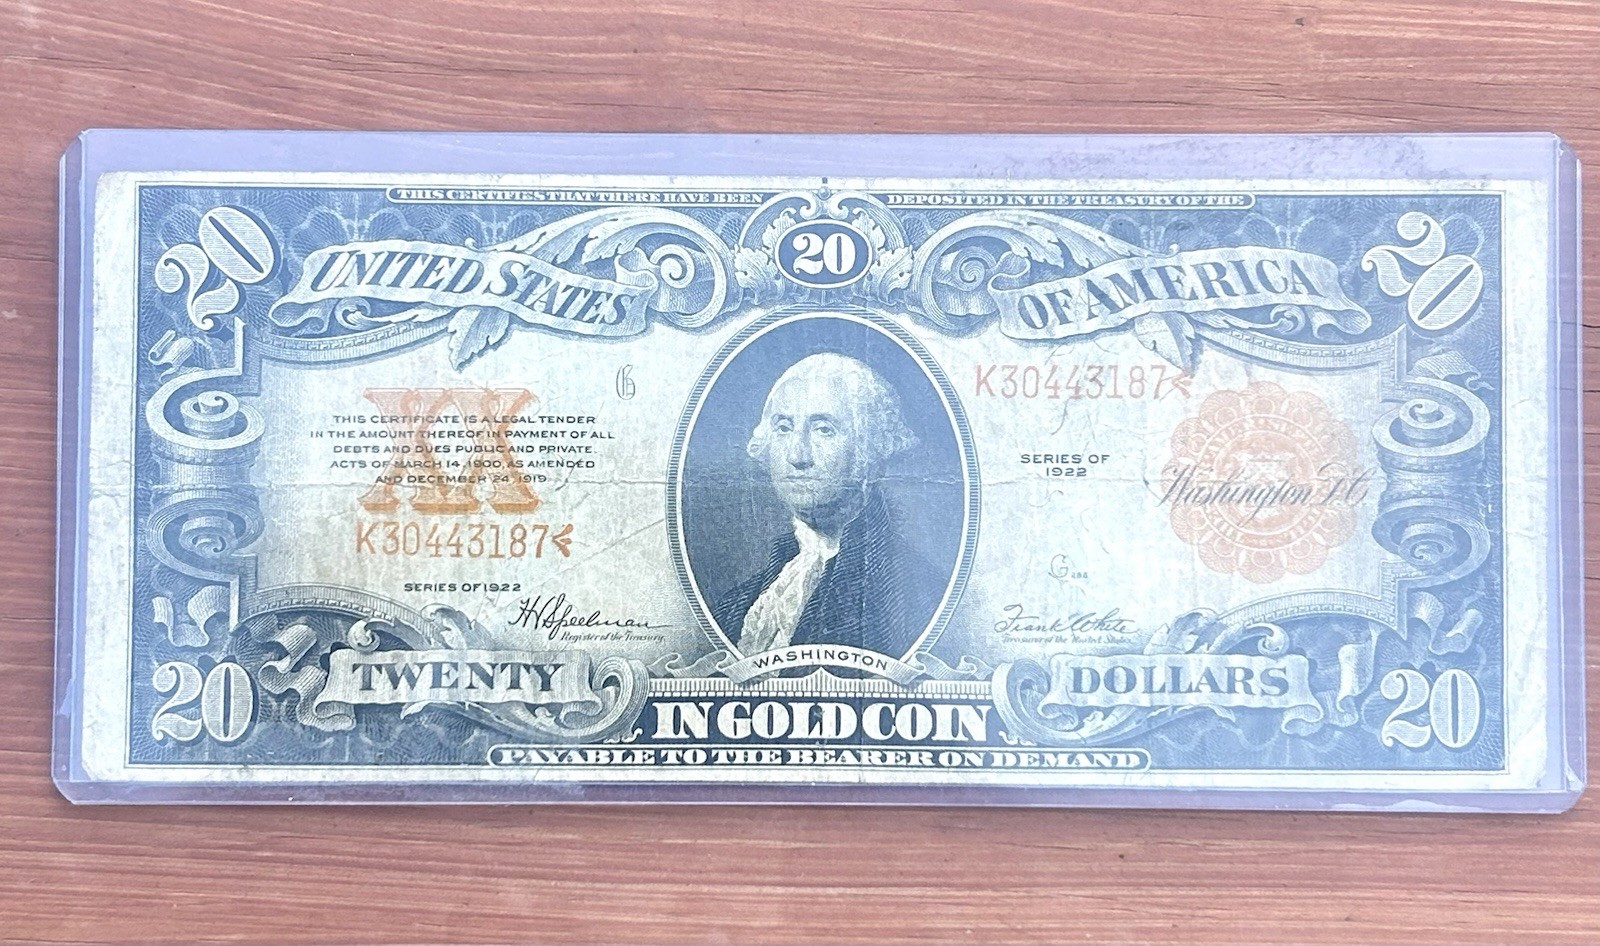 THIS CERTIFIES THAT THERE HAVE BEEN DEPOSITED IN THE TREASURY OF THE
20 20 20
UNITED STATES OF AMERICA
G K30443187
THIS CERTIFICATE IS A LEGAL TENDER
IN THE AMOUNT THEREOF IN PAYMENT OF ALL
DEBTS AND DUES PUBLIC AND PRIVATE
ACTS OF MARCH 14, 1900, AS AMENDED
AND DECEMBER 24, 1919
XX
SERIES OF
1922
Washington D.C.
K30443187
SERIES OF 1922
G
H V Speelman
Register of the Treasury.
Frank White
Treasurer of the United States.
WASHINGTON
20 TWENTY DOLLARS 20
IN GOLD COIN
PAYABLE TO THE BEARER ON DEMAND